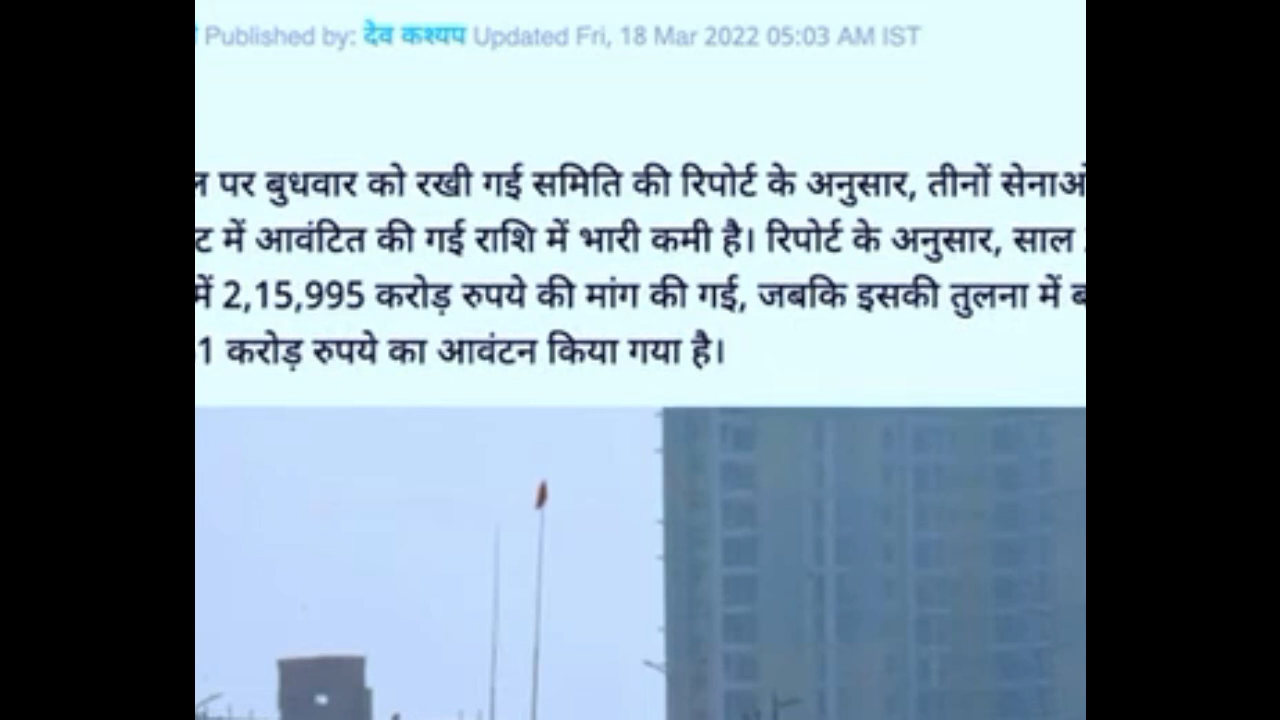 Published by: देव कश्यप Updated Fri, 18 Mar 2022 05:03 AM IST
पर बुधवार को रखी गई समिति की रिपोर्ट के अनुसार, तीनों
में आवंटित की गई राशि में भारी कमी है। रिपोर्ट के अनुसार, साल
में 2,15,995 करोड़ रुपये की मांग की गई, जबकि इसकी तुलना में
करोड़ रुपये का आवंटन किया गया है।